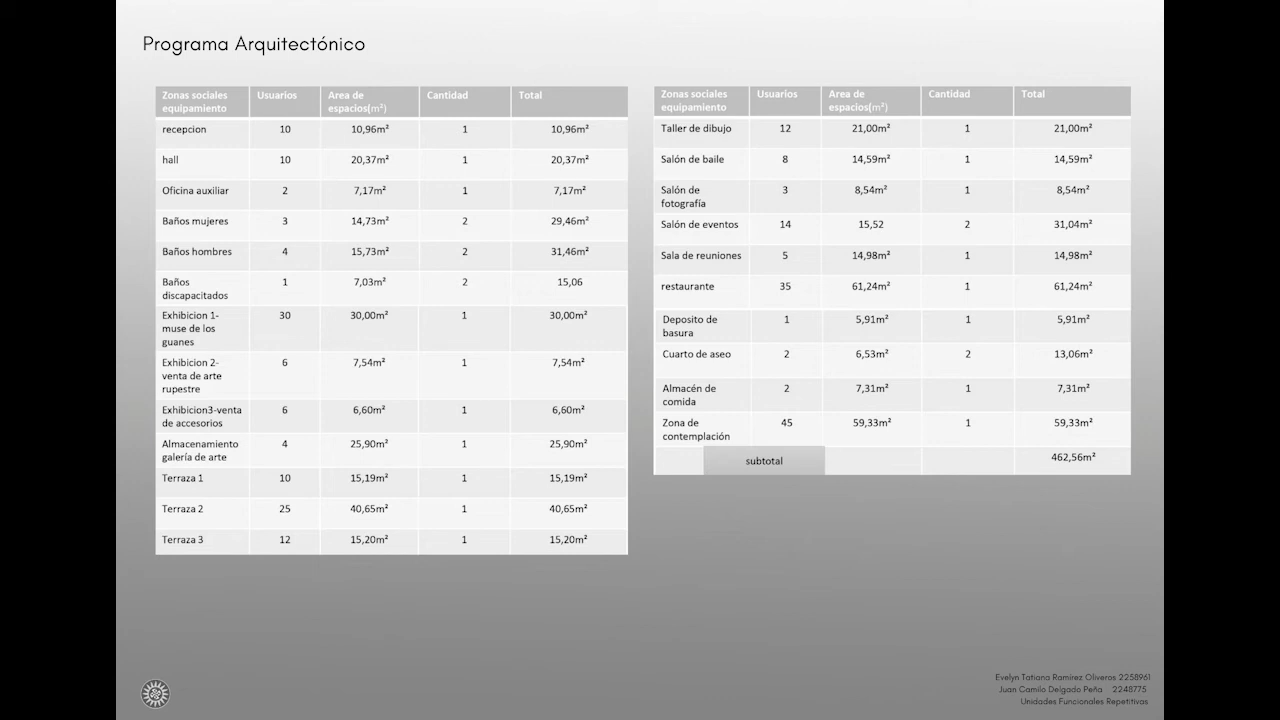 Programa Arquitectónico
Zonas sociales equipamiento Usuarios Area de espacios(m²) Cantidad Total
recepcion 10 10,96m² 1 10,96m²
hall 10 20,37m² 1 20,37m²
Oficina auxiliar 2 7,17m² 1 7,17m²
Baños mujeres 3 14,73m² 2 29,46m²
Baños hombres 4 15,73m² 2 31,46m²
Baños discapacitados 1 7,03m² 2 15,06
Exhibicion 1- muse de los guanes 30 30,00m² 1 30,00m²
Exhibicion 2- venta de arte rupestre 6 7,54m² 1 7,54m²
Exhibicion3-venta de accesorios 6 6,60m² 1 6,60m²
Almacenamiento galería de arte 4 25,90m² 1 25,90m²
Terraza 1 10 15,19m² 1 15,19m²
Terraza 2 25 40,65m² 1 40,65m²
Terraza 3 12 15,20m² 1 15,20m²
Zonas sociales equipamiento Usuarios Area de espacios(m²) Cantidad Total
Taller de dibujo 12 21,00m² 1 21,00m²
Salón de baile 8 14,59m² 1 14,59m²
Salón de fotografía 3 8,54m² 1 8,54m²
Salón de eventos 14 15,52 2 31,04m²
Sala de reuniones 5 14,98m² 1 14,98m²
restaurante 35 61,24m² 1 61,24m²
Deposito de basura 1 5,91m² 1 5,91m²
Cuarto de aseo 2 6,53m² 2 13,06m²
Almacén de comida 2 7,31m² 1 7,31m²
Zona de contemplación 45 59,33m² 1 59,33m²
subtotal 462,56m²
Evelyn Tatiana Ramirez Oliveros 2258961
Juan Camilo Delgado Peña 2248775
Unidades Funcionales Repetitivas